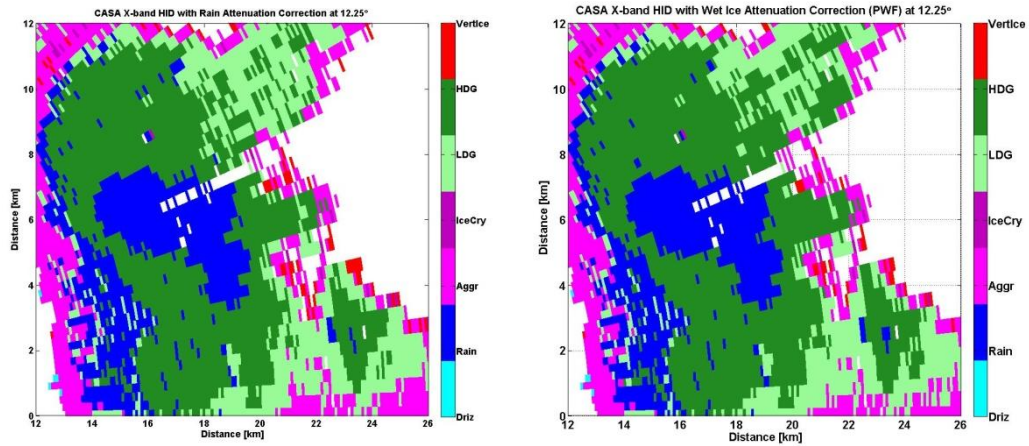 CASA X-band HID with Rain Attenuation Correction at 12.25°
12
10
8
6
4
2
0
Distance [km]
12 14 16 18 20 22 24 26
Distance [km]
VertIce
HDG
LDG
IceCry
Aggr
Rain
Driz
CASA X-band HID with Wet Ice Attenuation Correction (PWF) at 12.25°
12
10
8
6
4
2
0
Distance [km]
12 14 16 18 20 22 24 26
Distance [km]
VertIce
HDG
LDG
IceCry
Aggr
Rain
Driz